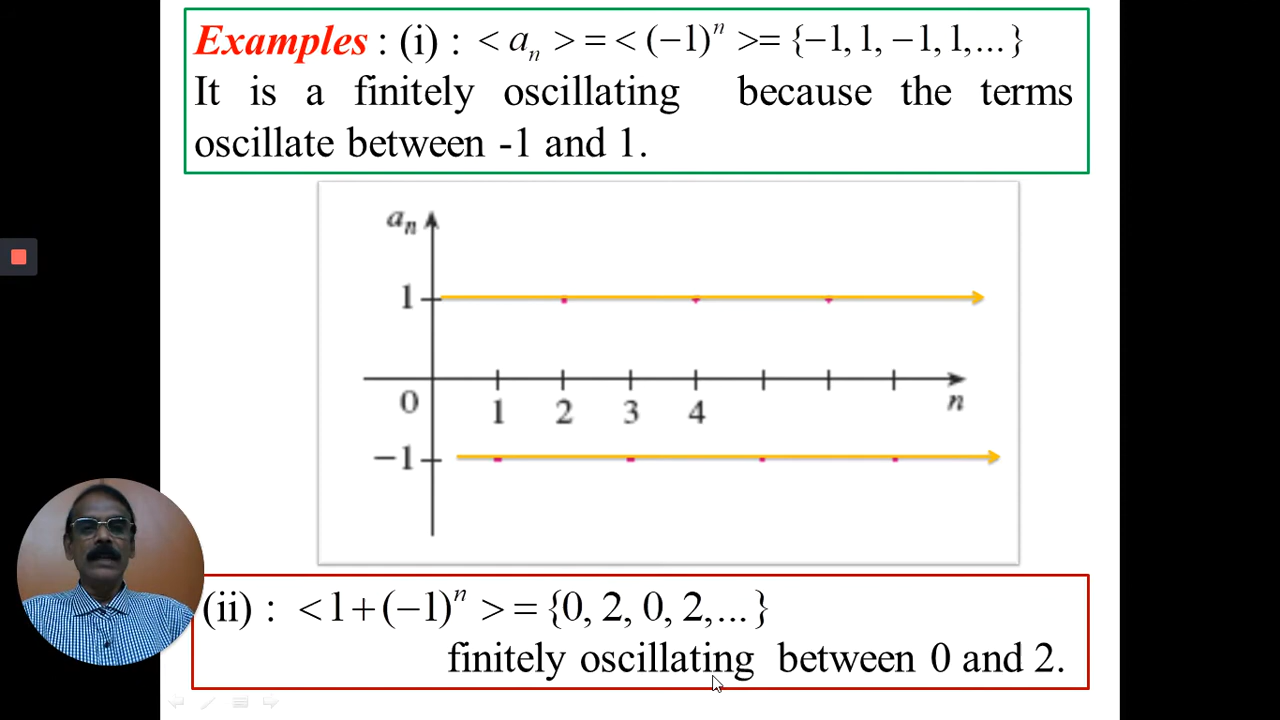 Examples : (i) : < aₙ > = < (−1)ⁿ >= {−1, 1, −1, 1,...}
It is a finitely oscillating because the terms
oscillate between -1 and 1.
aₙ
1
0 1 2 3 4 n
−1
(ii) : < 1+(−1)ⁿ > = {0, 2, 0, 2,...}
finitely oscillating between 0 and 2.